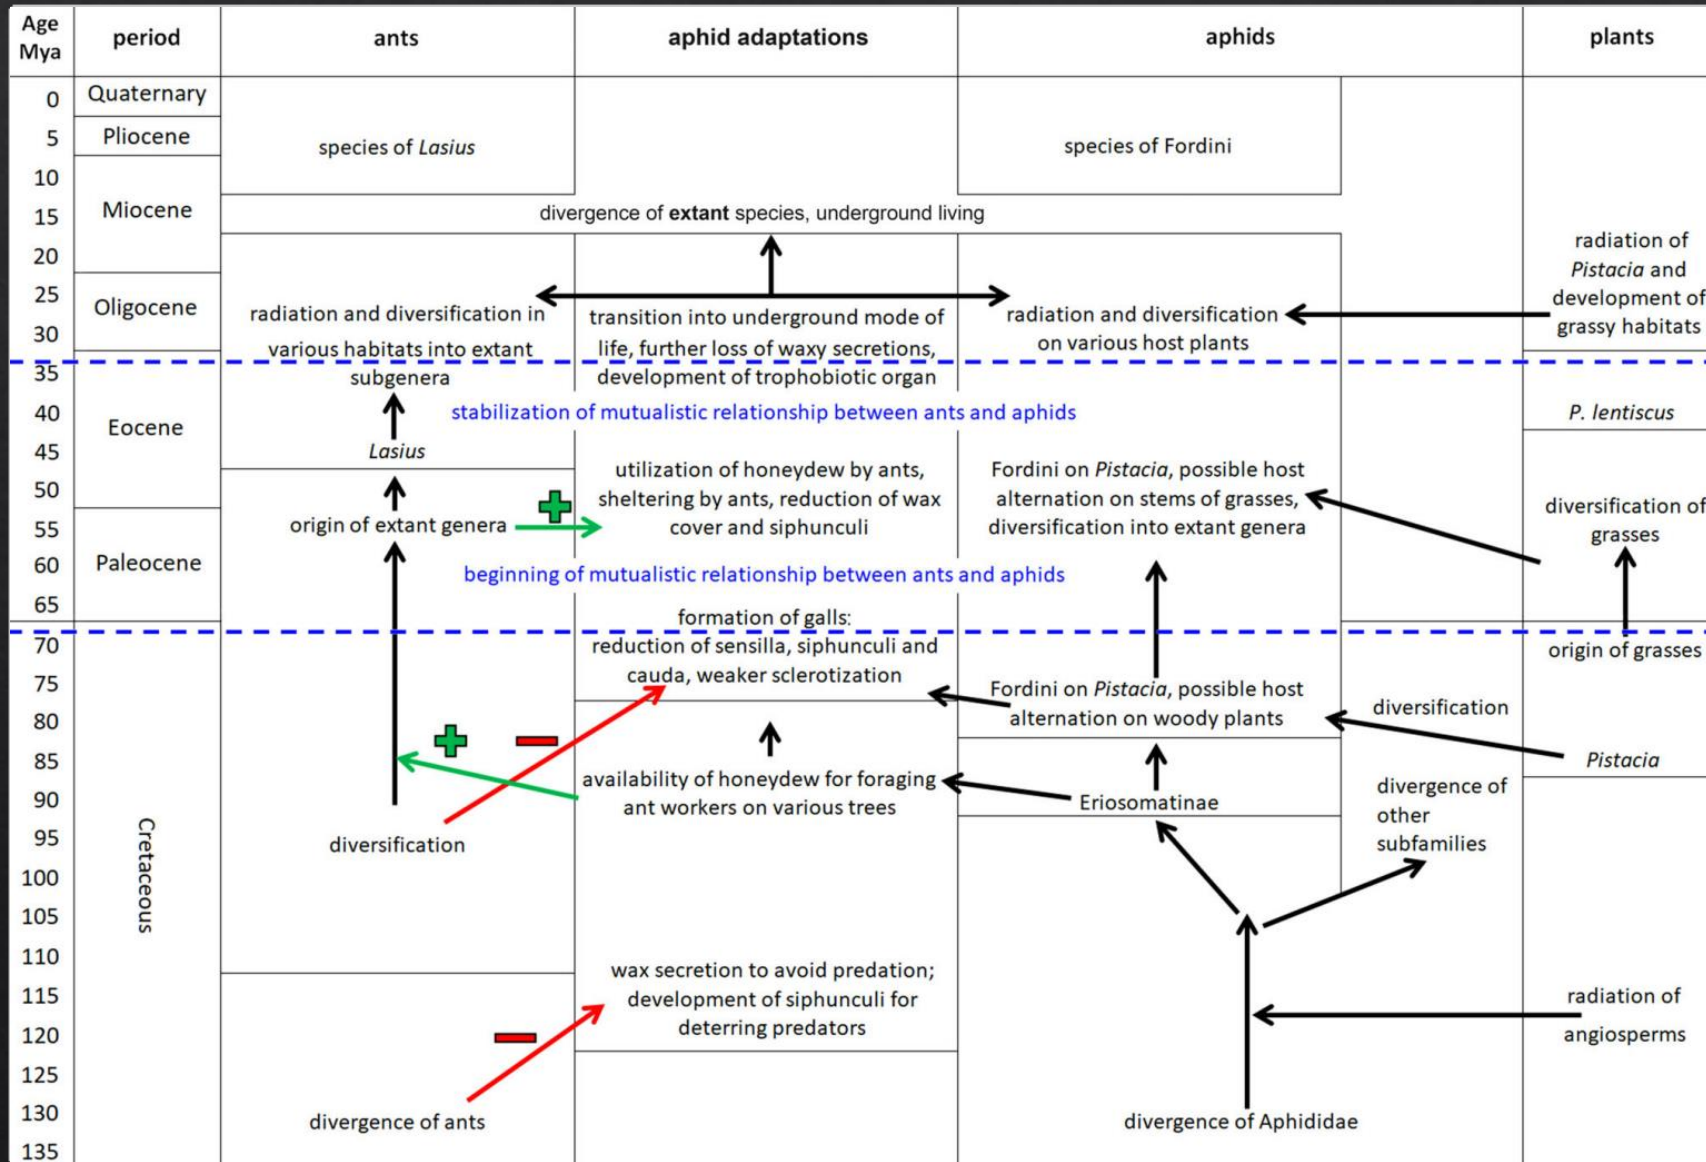 Age
Mya
period
ants
aphid adaptations
aphids
plants
0
5
10
15
20
25
30
35
40
45
50
55
60
65
70
75
80
85
90
95
100
105
110
115
120
125
130
135
Quaternary
Pliocene
Miocene
Oligocene
Eocene
Paleocene
Cretaceous
species of Lasius
species of Fordini
divergence of extant species, underground living
radiation and diversification in
various habitats into extant
subgenera
transition into underground mode of
life, further loss of waxy secretions,
development of trophobiotic organ
radiation and diversification
on various host plants
radiation of
Pistacia and
development of
grassy habitats
stabilization of mutualistic relationship between ants and aphids
P. lentiscus
Lasius
utilization of honeydew by ants,
sheltering by ants, reduction of wax
cover and siphunculi
Fordini on Pistacia, possible host
alternation on stems of grasses,
diversification into extant genera
diversification of
grasses
origin of extant genera
beginning of mutualistic relationship between ants and aphids
formation of galls:
reduction of sensilla, siphunculi and
cauda, weaker sclerotization
origin of grasses
Fordini on Pistacia, possible host
alternation on woody plants
diversification
Pistacia
availability of honeydew for foraging
ant workers on various trees
Eriosomatinae
divergence of
other
subfamilies
diversification
wax secretion to avoid predation;
development of siphunculi for
deterring predators
radiation of
angiosperms
divergence of ants
divergence of Aphididae